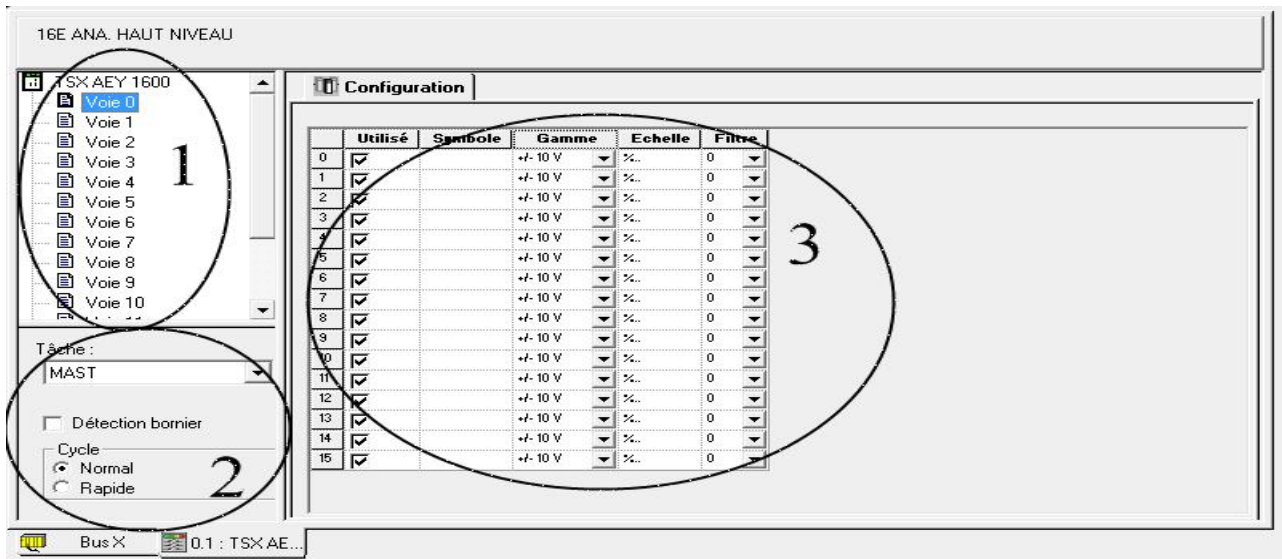 16E ANA. HAUT NIVEAU
TSX AEY 1600
Voie 0
Voie 1
Voie 2
Voie 3
Voie 4
Voie 5
Voie 6
Voie 7
Voie 8
Voie 9
Voie 10
1
Tâche :
MAST
Détection bornier
Cycle
Normal
Rapide
2
Configuration
Utilisé Symbole Gamme Echelle Filtre
0 +/- 10 V %.. 0
1 +/- 10 V %.. 0
2 +/- 10 V %.. 0
3 +/- 10 V %.. 0
4 +/- 10 V %.. 0
5 +/- 10 V %.. 0
6 +/- 10 V %.. 0
7 +/- 10 V %.. 0
8 +/- 10 V %.. 0
9 +/- 10 V %.. 0
10 +/- 10 V %.. 0
11 +/- 10 V %.. 0
12 +/- 10 V %.. 0
13 +/- 10 V %.. 0
14 +/- 10 V %.. 0
15 +/- 10 V %.. 0
3
Bus X 0.1 : TSX AE...